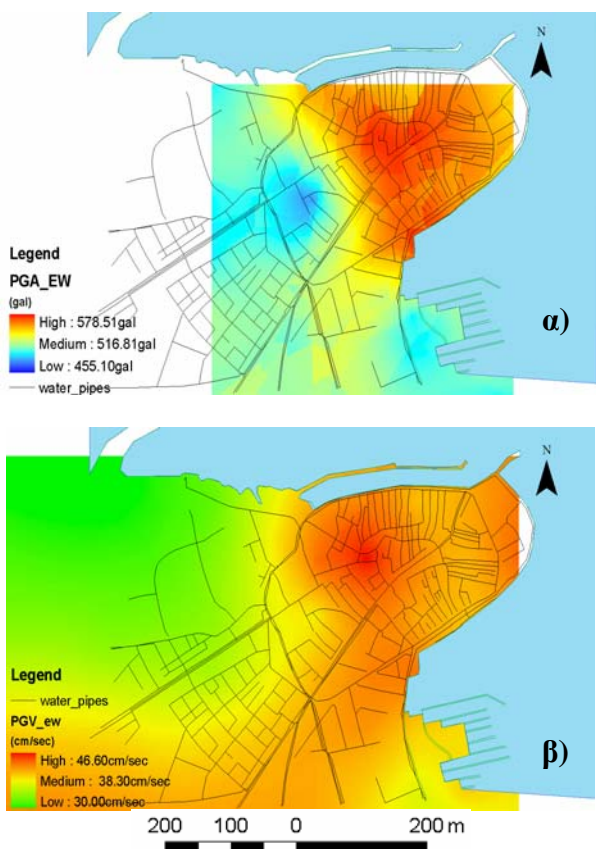 N
Legend
PGA_EW
(gal)
High : 578.51gal
Medium : 516.81gal
Low : 455.10gal
water_pipes
α)
N
Legend
water_pipes
PGV_ew
(cm/sec)
High : 46.60cm/sec
Medium : 38.30cm/sec
Low : 30.00cm/sec
β)
200 100 0 200 m